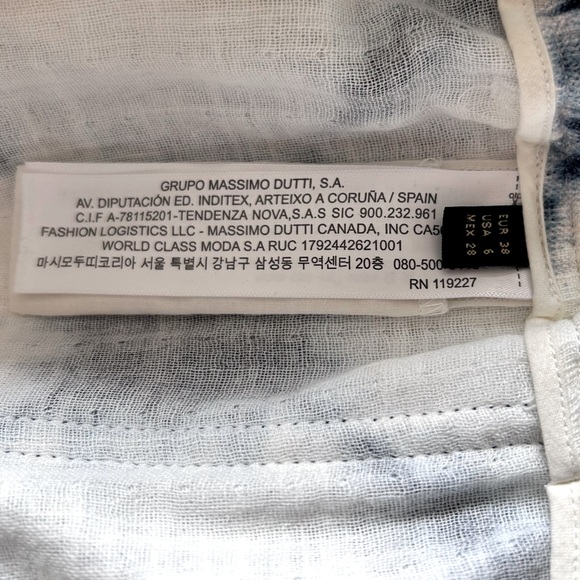 GRUPO MASSIMO DUTTI, S.A.
AV. DIPUTACIÓN ED. INDITEX, ARTEIXO A CORUÑA / SPAIN
C.I.F A-78115201-TENDENZA NOVA,S.A.S SIC 900.232.961
FASHION LOGISTICS LLC - MASSIMO DUTTI CANADA, INC
WORLD CLASS MODA S.A RUC 1792442621001
마시모두띠코리아 서울 특별시 강남구 삼성동 무역센터 20층
RN 119227
EUR 38
USA 6
MEX 28